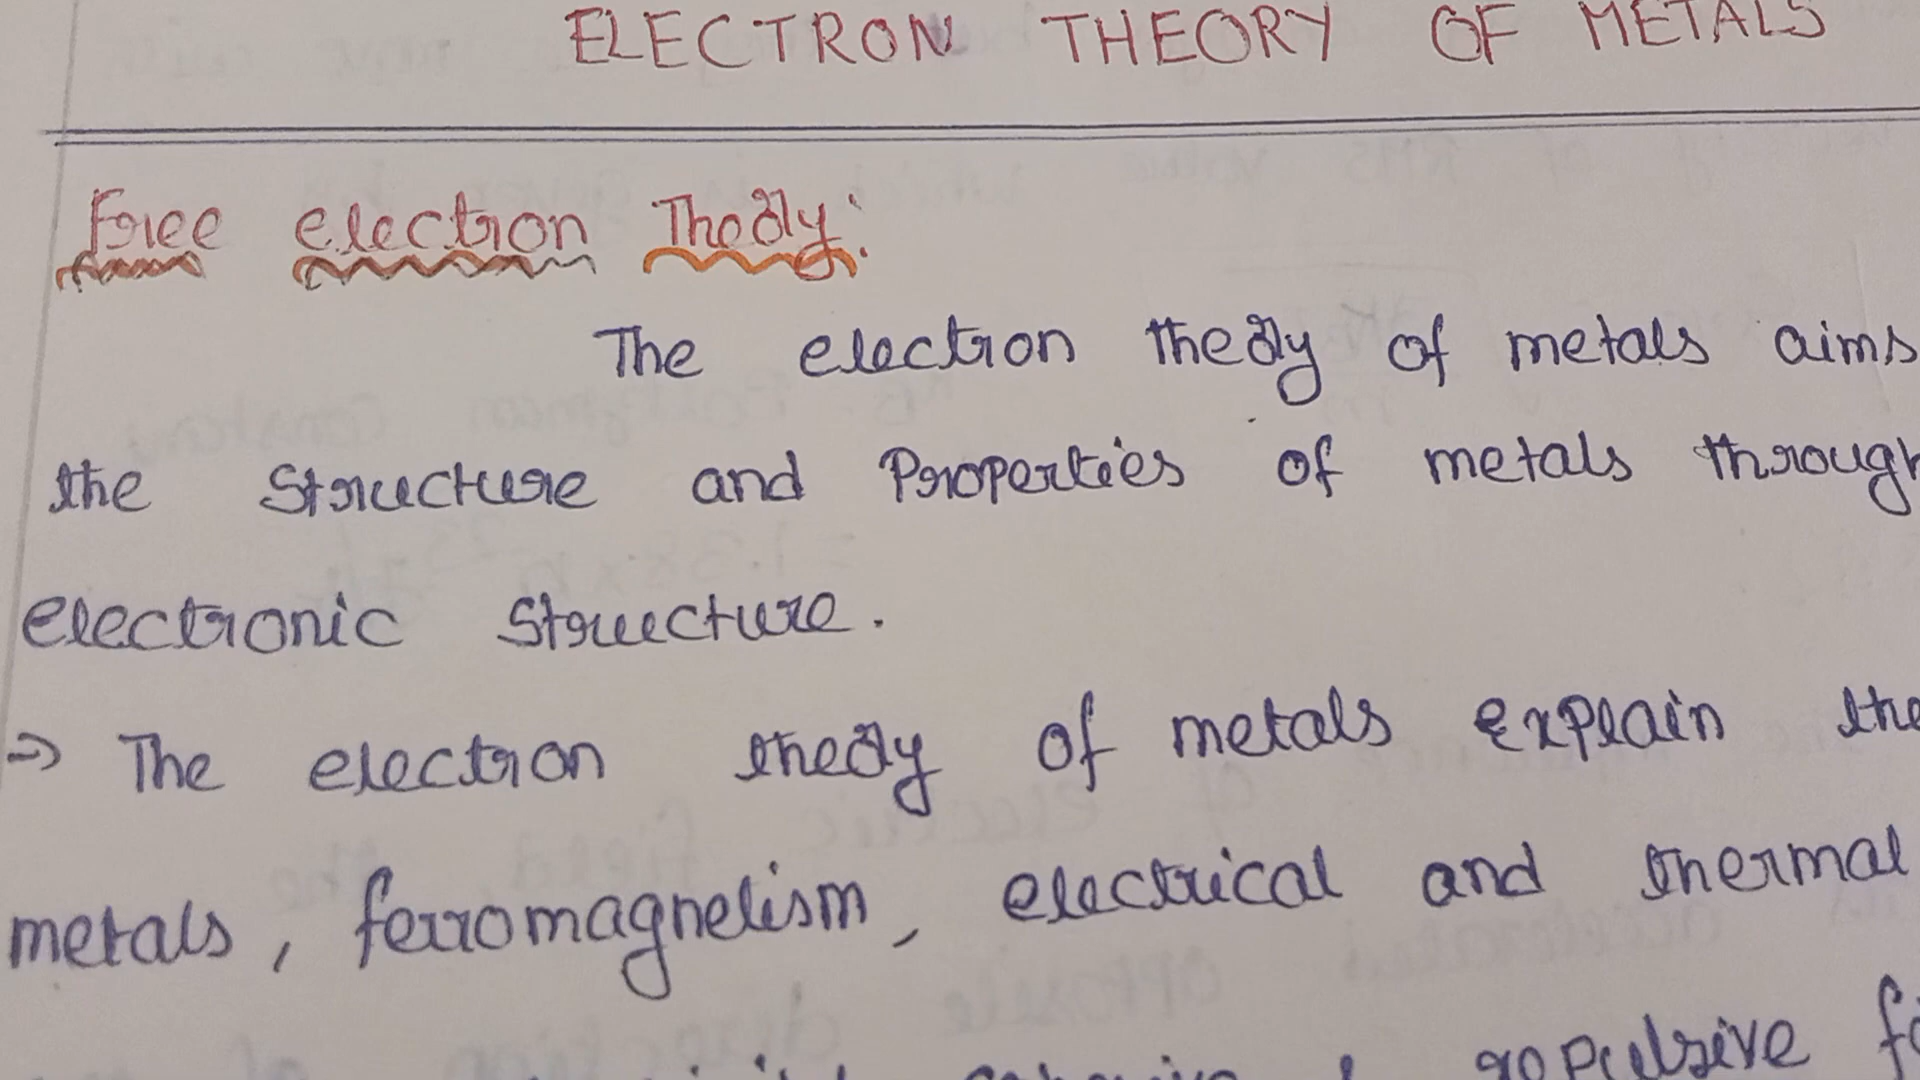 ELECTRON THEORY OF METALS
Free electron Theory:
The electron theory of metals aims
the structure and Properties of metals through
electronic structure.
⇒ The electron theory of metals explain the
metals, ferromagnetism, electrical and thermal
repulsive